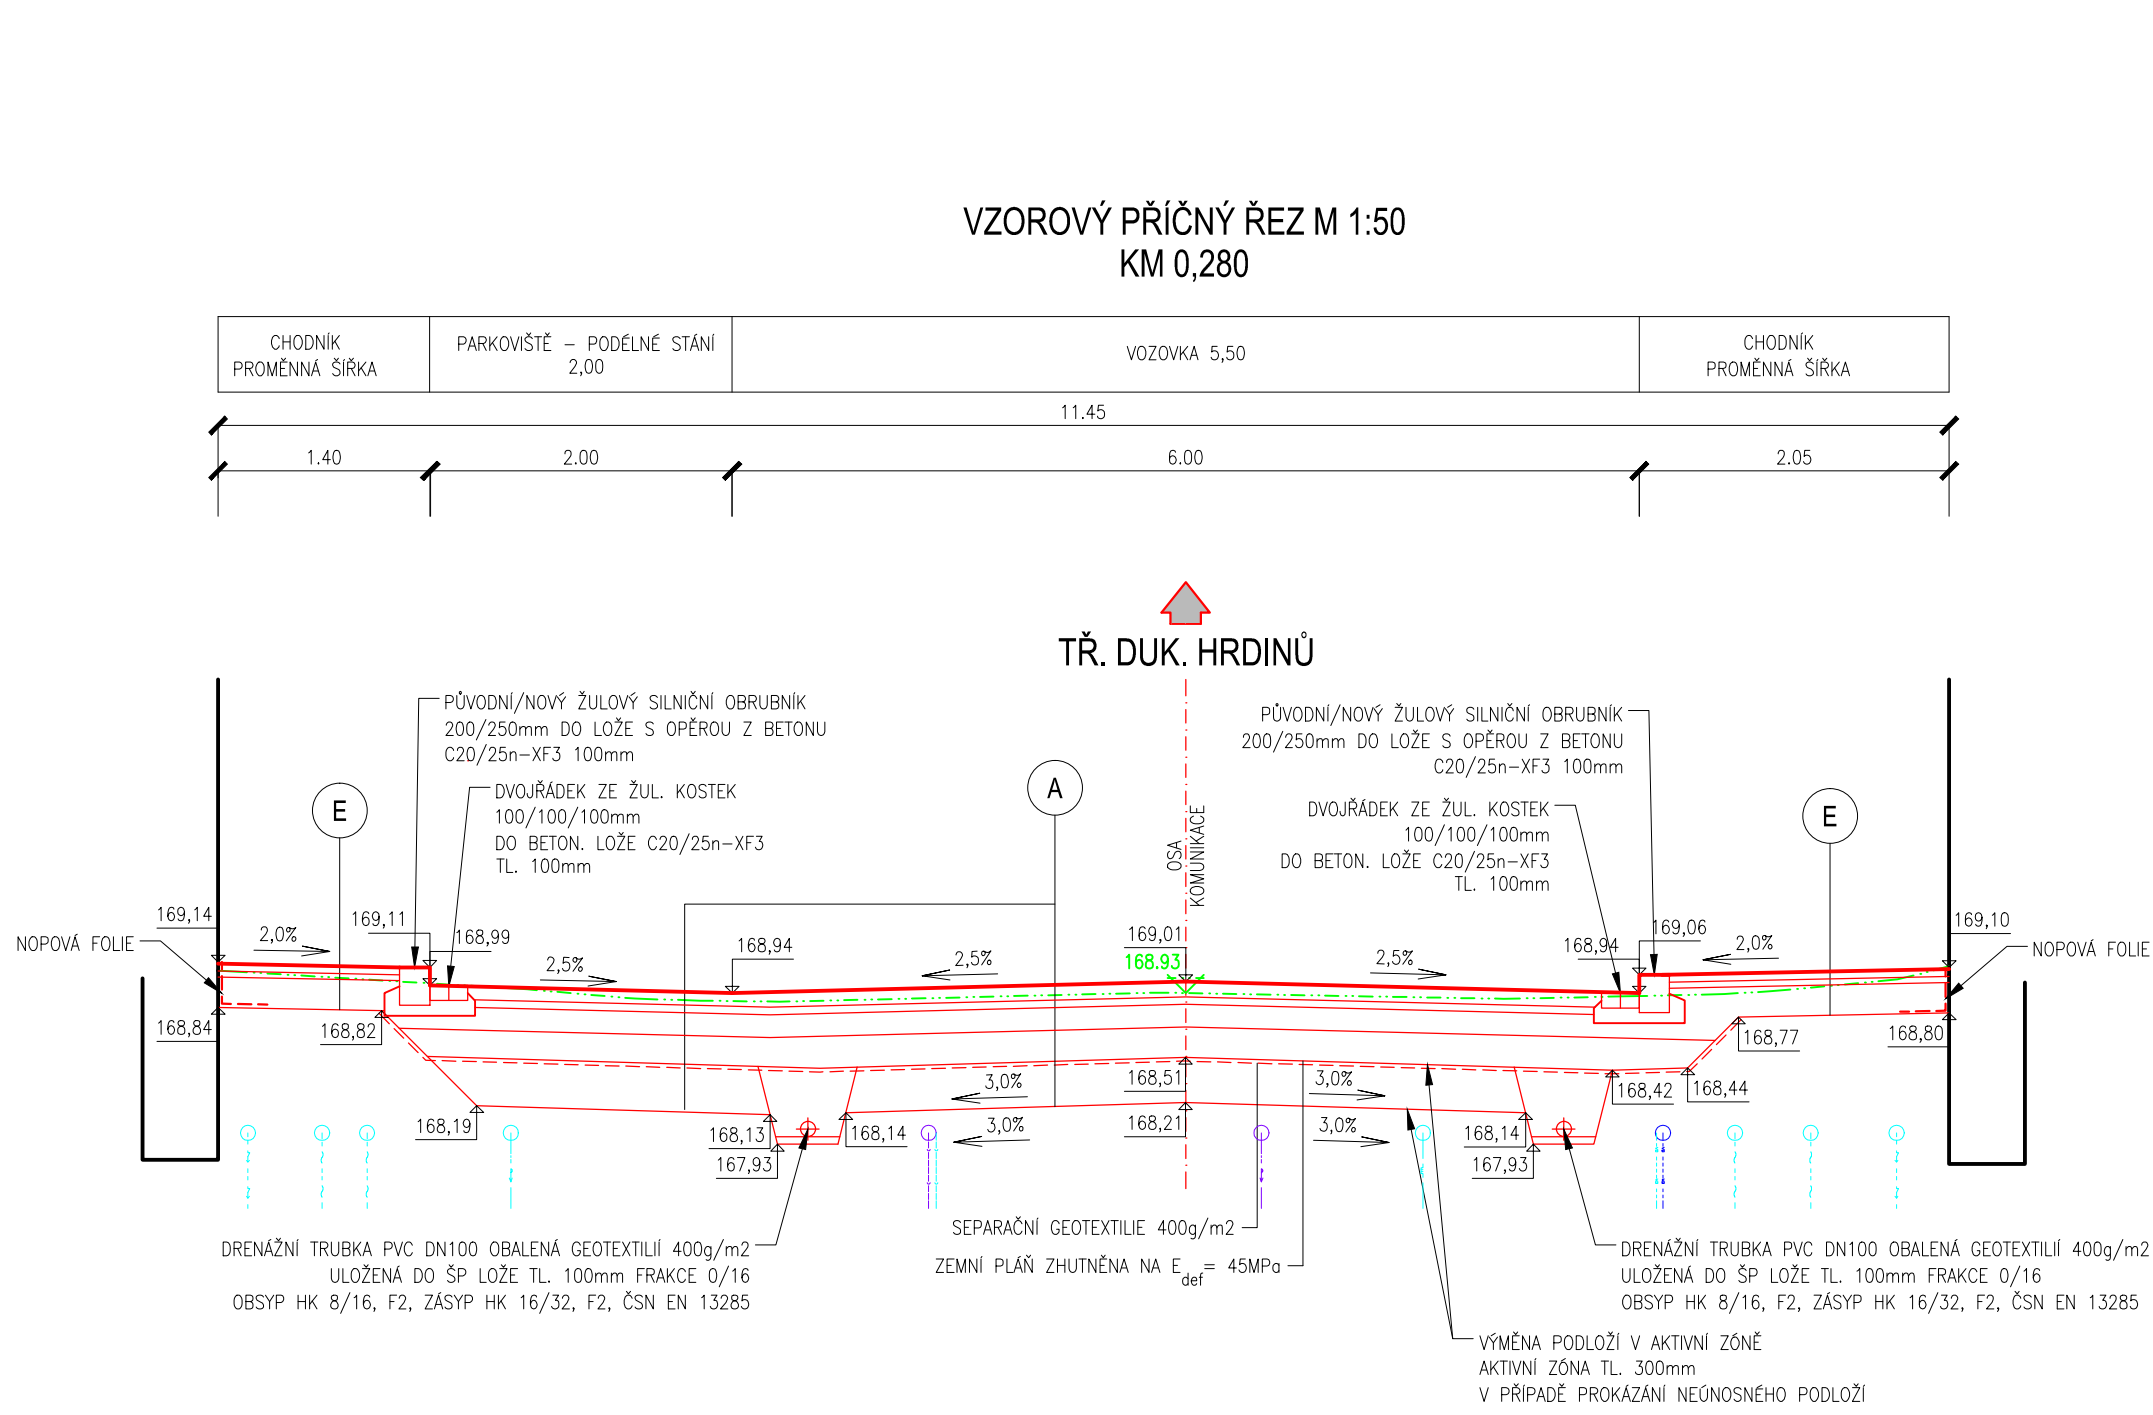 VZOROVÝ PŘÍČNÝ ŘEZ M 1:50
KM 0,280
CHODNÍK
PROMĚNNÁ ŠÍŘKA
PARKOVIŠTĚ – PODÉLNÉ STÁNÍ
2,00
VOZOVKA 5,50
CHODNÍK
PROMĚNNÁ ŠÍŘKA
11.45
1.40
2.00
6.00
2.05
TŘ. DUK. HRDINŮ
PŮVODNÍ/NOVÝ ŽULOVÝ SILNIČNÍ OBRUBNÍK
200/250mm DO LOŽE S OPĚROU Z BETONU
C20/25n–XF3 100mm
DVOJŘÁDEK ZE ŽUL. KOSTEK
100/100/100mm
DO BETON. LOŽE C20/25n–XF3
TL. 100mm
PŮVODNÍ/NOVÝ ŽULOVÝ SILNIČNÍ OBRUBNÍK
200/250mm DO LOŽE S OPĚROU Z BETONU
C20/25n–XF3 100mm
DVOJŘÁDEK ZE ŽUL. KOSTEK
100/100/100mm
DO BETON. LOŽE C20/25n–XF3
TL. 100mm
E
A
E
OSA
KOMUNIKACE
169,14
NOPOVÁ FOLIE
2,0%
169,11
168,99
2,5%
168,94
2,5%
169,01
168.93
2,5%
168,94
169,06
2,0%
169,10
NOPOVÁ FOLIE
168,84
168,82
168,19
168,13
167,93
168,14
3,0%
3,0%
168,51
168,21
3,0%
3,0%
168,14
167,93
168,42
168,44
168,77
168,80
DRENÁŽNÍ TRUBKA PVC DN100 OBALENÁ GEOTEXTILIÍ 400g/m2
ULOŽENÁ DO ŠP LOŽE TL. 100mm FRAKCE 0/16
OBSYP HK 8/16, F2, ZÁSYP HK 16/32, F2, ČSN EN 13285
SEPARAČNÍ GEOTEXTILIE 400g/m2
ZEMNÍ PLÁŇ ZHUTNĚNA NA Edef= 45MPa
DRENÁŽNÍ TRUBKA PVC DN100 OBALENÁ GEOTEXTILIÍ 400g/m2
ULOŽENÁ DO ŠP LOŽE TL. 100mm FRAKCE 0/16
OBSYP HK 8/16, F2, ZÁSYP HK 16/32, F2, ČSN EN 13285
VÝMĚNA PODLOŽÍ V AKTIVNÍ ZÓNĚ
AKTIVNÍ ZÓNA TL. 300mm
V PŘÍPADĚ PROKÁZÁNÍ NEÚNOSNÉHO PODLOŽÍ